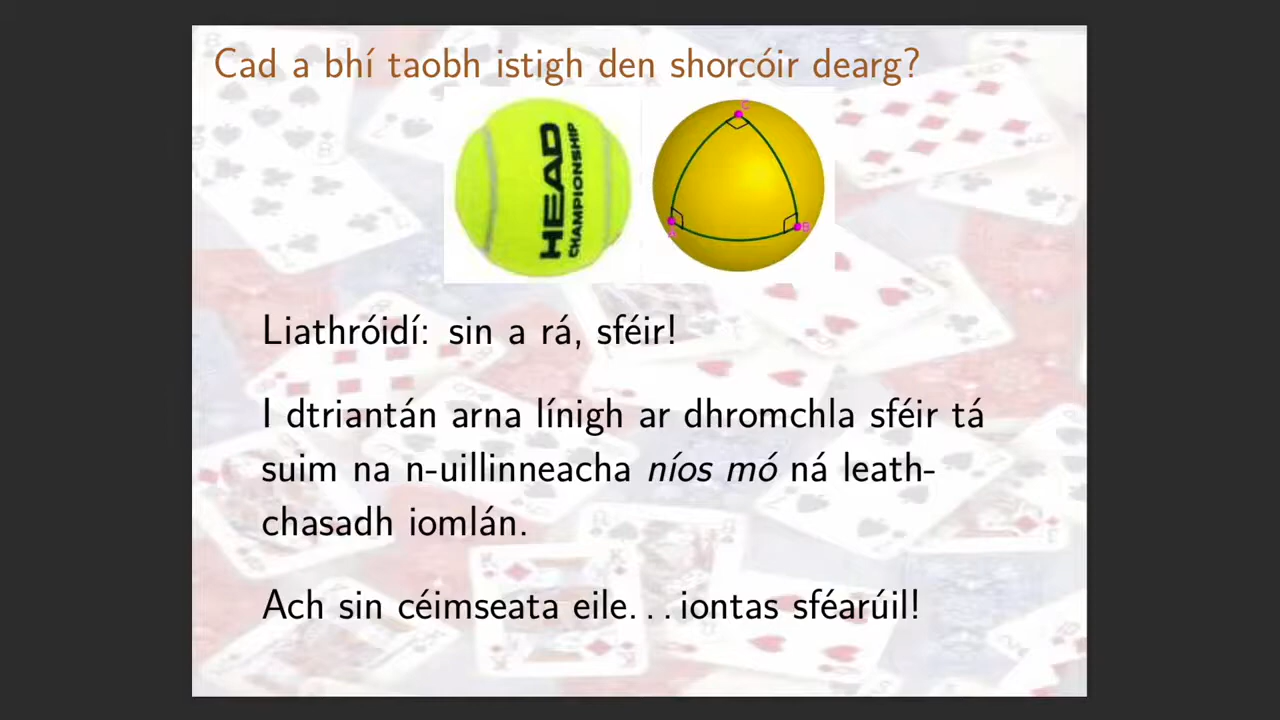 Cad a bhí taobh istigh den shorcóir dearg?
HEAD
CHAMPIONSHIP
C
B
Liathróidí: sin a rá, sféir!
I dtriantán arna línigh ar dhromchla sféir tá
suim na n-uillinneacha níos mó ná leath-
chasadh iomlán.
Ach sin céimseata eile...iontas sféarúil!